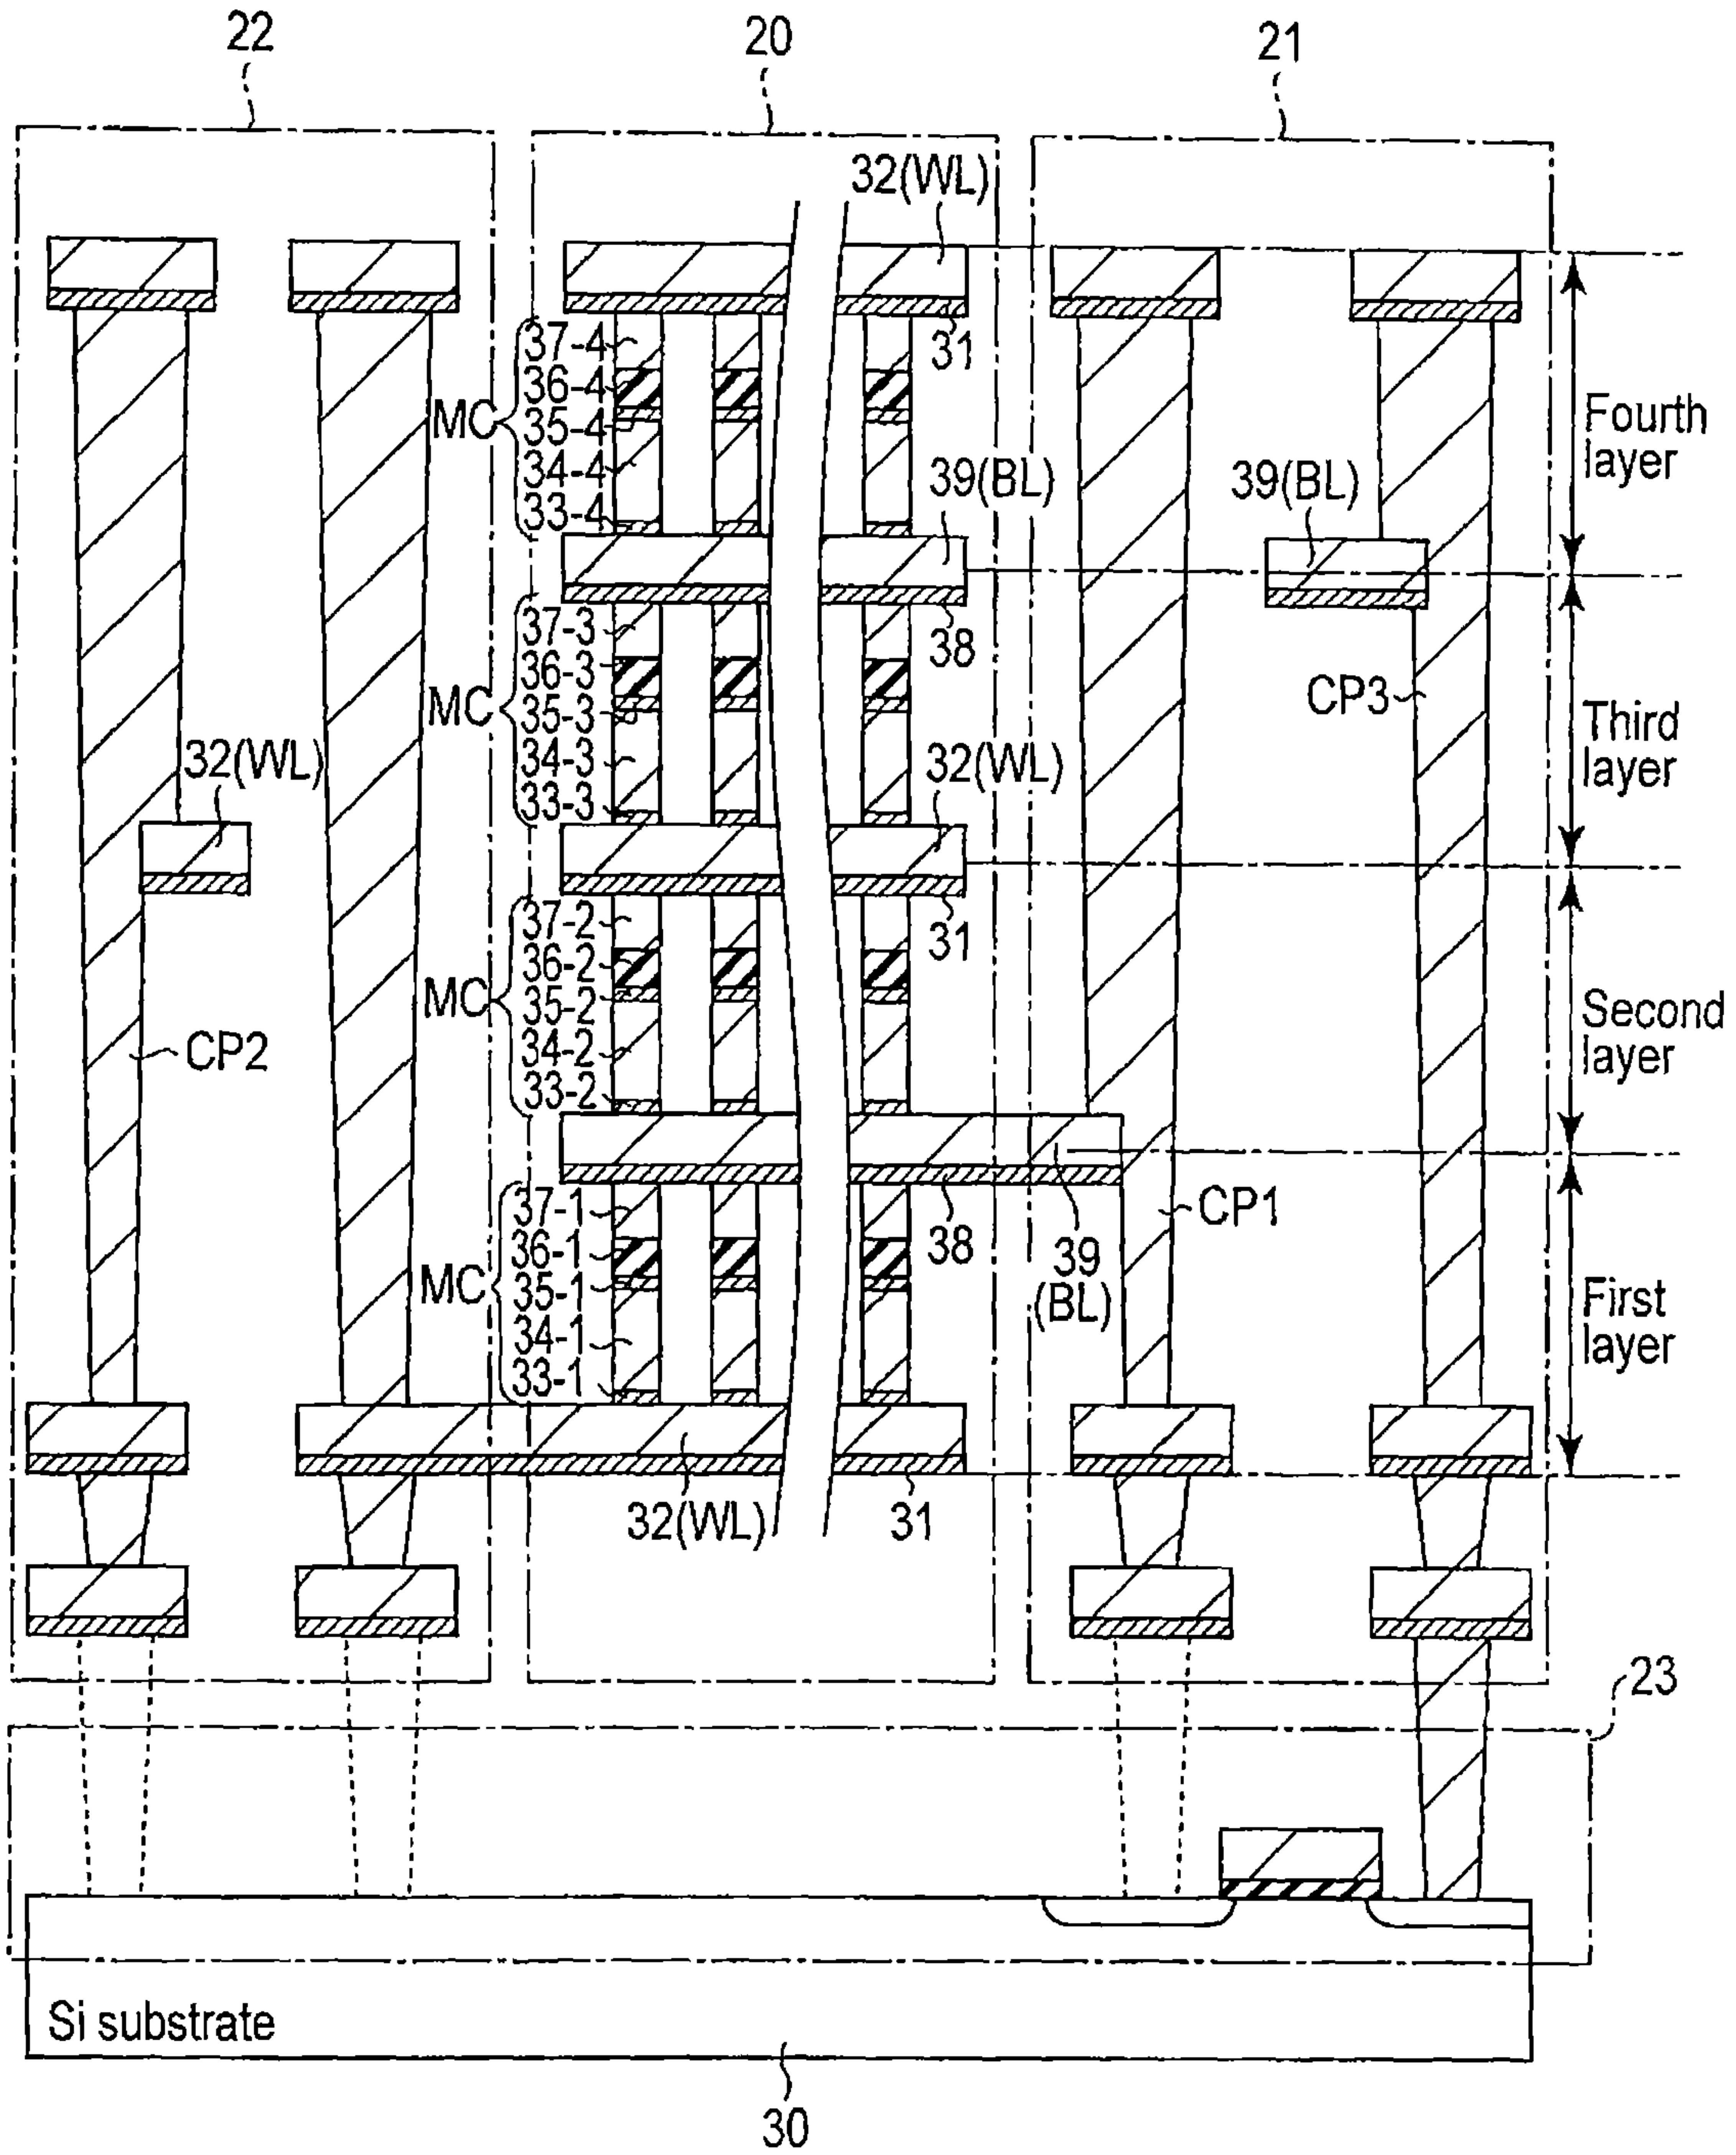 22
20
21
32(WL)
37-4
36-4
MC
35-4
34-4
33-4
31
Fourth
layer
39(BL)
39(BL)
37-3
36-3
MC
35-3
34-3
33-3
38
CP3
Third
layer
32(WL)
32(WL)
37-2
36-2
MC
35-2
34-2
33-2
31
CP2
Second
layer
37-1
36-1
MC
35-1
34-1
33-1
38
39
(BL)
CP1
First
layer
32(WL)
31
23
Si substrate
30